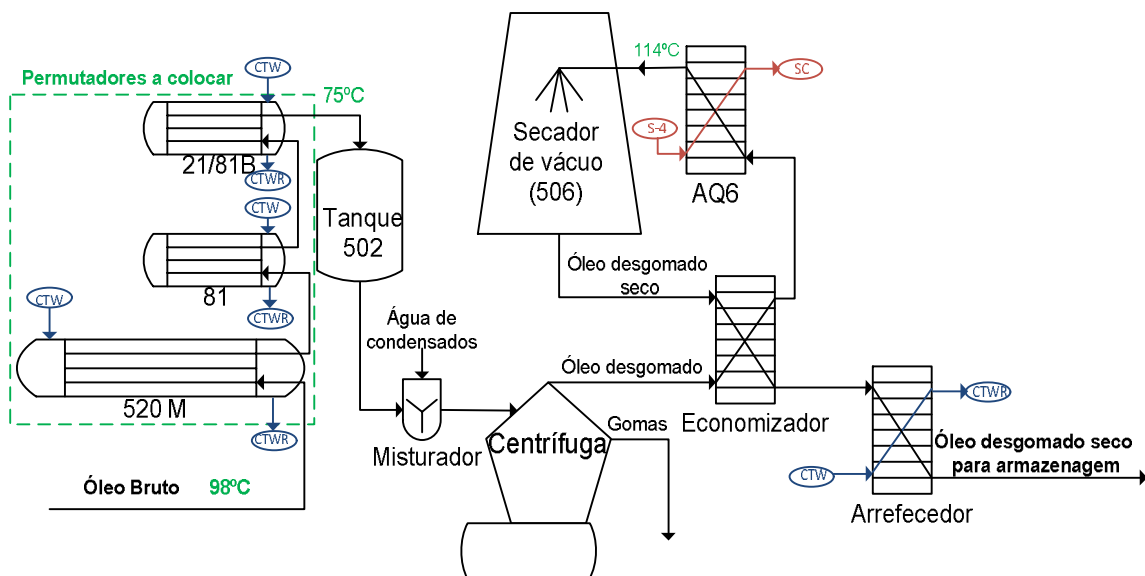 Permutadores a colocar
CTW
75ºC
21/81B
CTWR
CTW
81
CTWR
CTW
520 M
CTWR
Óleo Bruto 98ºC
Tanque
502
Água de
condensados
Misturador
Centrífuga
Gomas
Óleo desgomado
Secador
de vácuo
(506)
114ºC
SC
S-4
AQ6
Óleo desgomado
seco
Economizador
CTWR
CTW
Óleo desgomado seco
para armazenagem
Arrefecedor